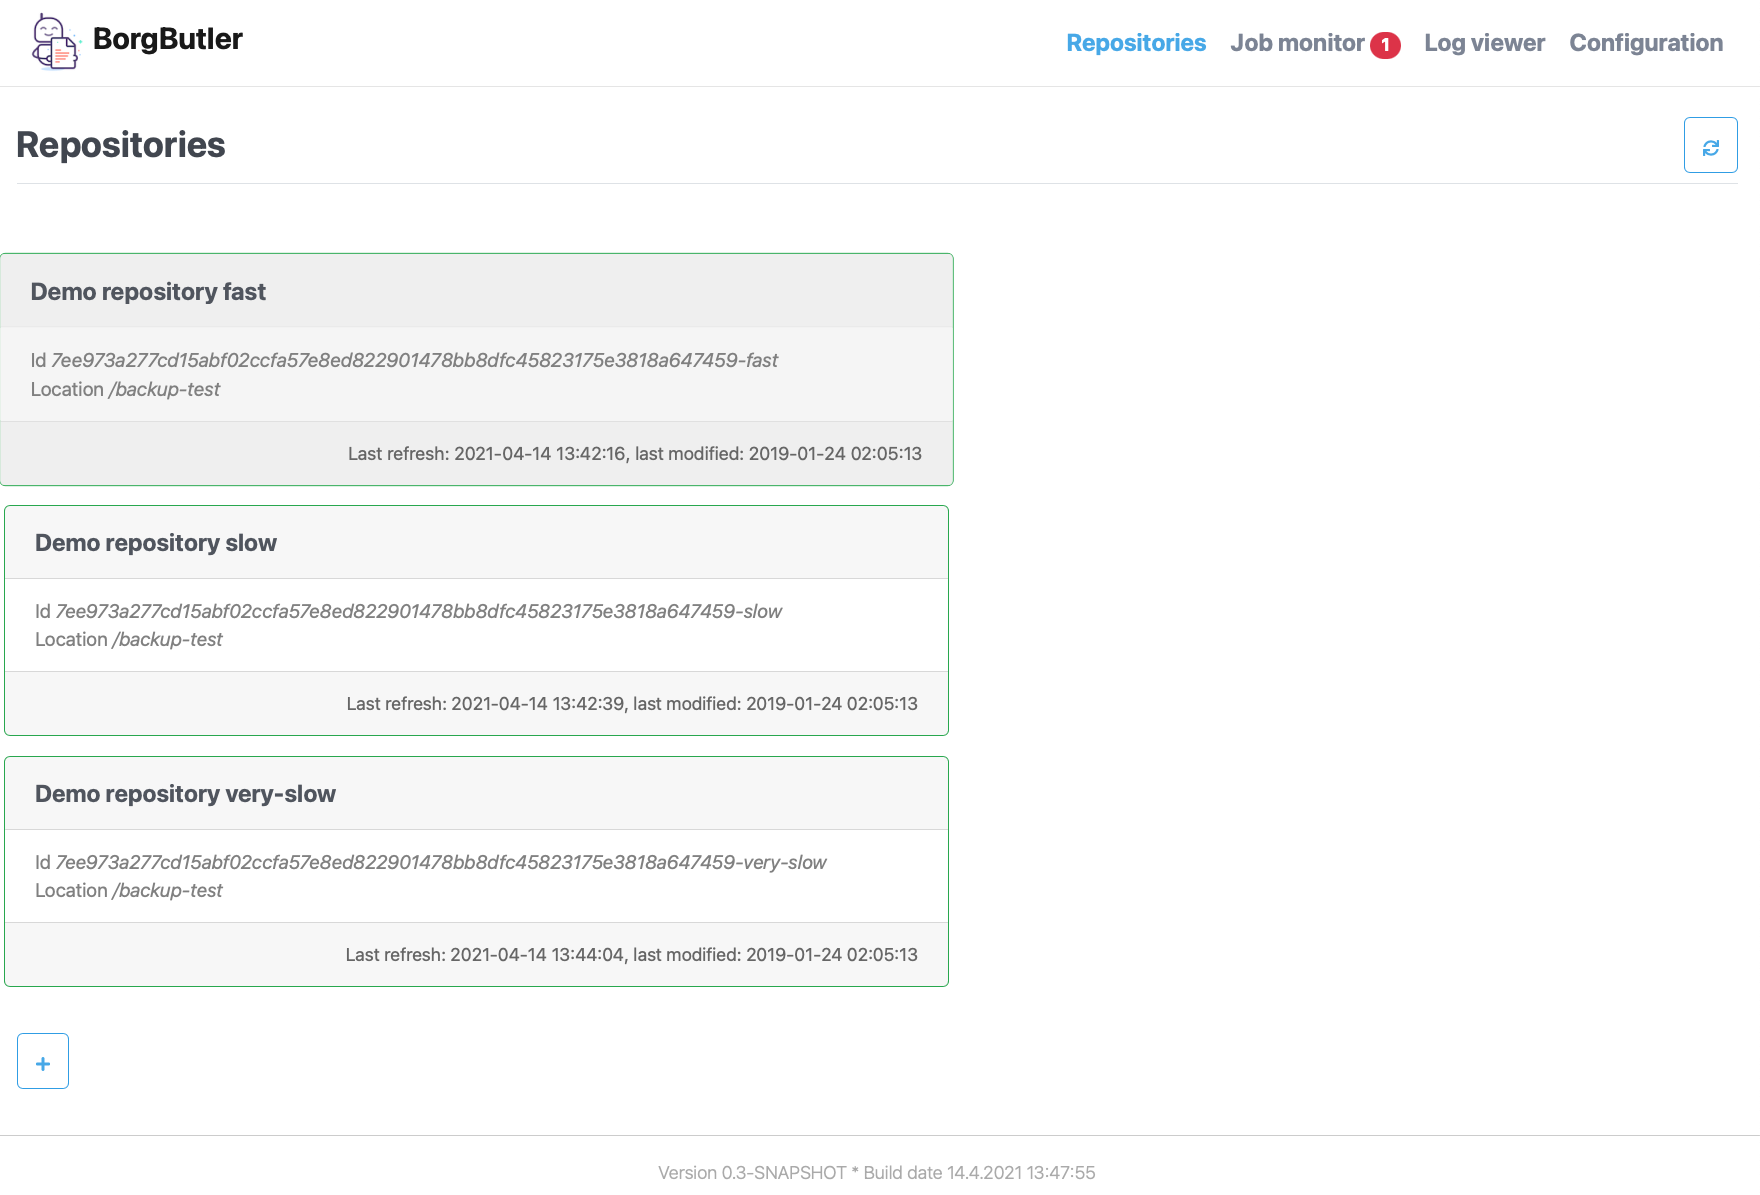 BorgButler
Repositories Job monitor 1 Log viewer Configuration
Repositories
Demo repository fast
Id 7ee973a277cd15abf02ccfa57e8ed822901478bb8dfc45823175e3818a647459-fast
Location /backup-test
Last refresh: 2021-04-14 13:42:16, last modified: 2019-01-24 02:05:13
Demo repository slow
Id 7ee973a277cd15abf02ccfa57e8ed822901478bb8dfc45823175e3818a647459-slow
Location /backup-test
Last refresh: 2021-04-14 13:42:39, last modified: 2019-01-24 02:05:13
Demo repository very-slow
Id 7ee973a277cd15abf02ccfa57e8ed822901478bb8dfc45823175e3818a647459-very-slow
Location /backup-test
Last refresh: 2021-04-14 13:44:04, last modified: 2019-01-24 02:05:13
+
Version 0.3-SNAPSHOT * Build date 14.4.2021 13:47:55